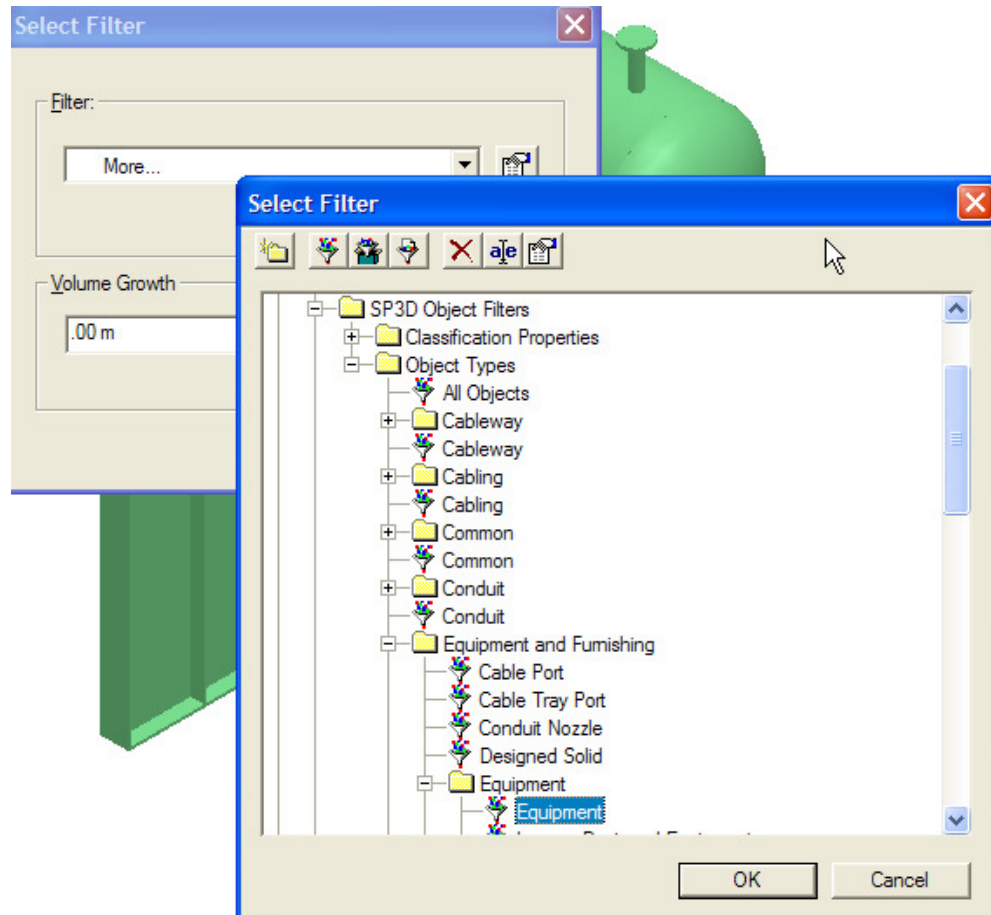 Select Filter
Filter:
More...
Select Filter
Volume Growth
.00 m
SP3D Object Filters
Classification Properties
Object Types
All Objects
Cableway
Cableway
Cabling
Cabling
Common
Common
Conduit
Conduit
Equipment and Furnishing
Cable Port
Cable Tray Port
Conduit Nozzle
Designed Solid
Equipment
Equipment
OK Cancel